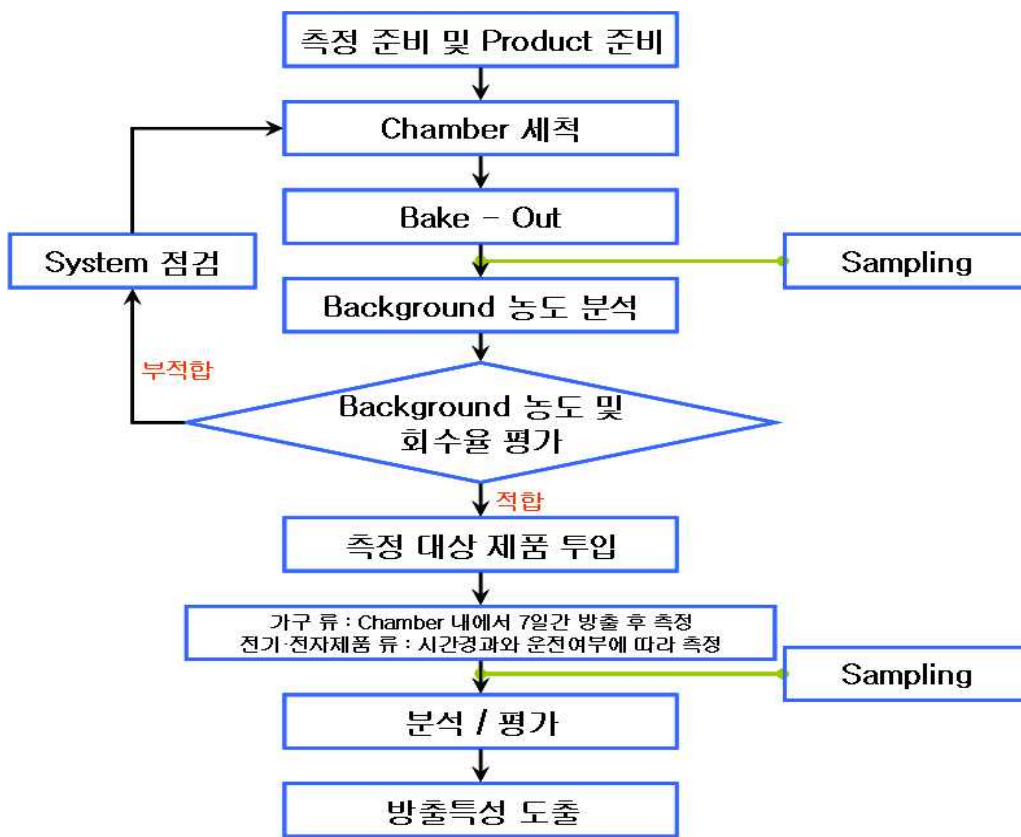 측정 준비 및 Product 준비
Chamber 세척
Bake - Out
System 점검
Sampling
Background 농도 분석
부적합
Background 농도 및
회수율 평가
적합
측정 대상 제품 투입
가구 류 : Chamber 내에서 7일간 방출 후 측정
전기·전자제품 류 : 시간경과와 운전여부에 따라 측정
Sampling
분석 / 평가
방출특성 도출